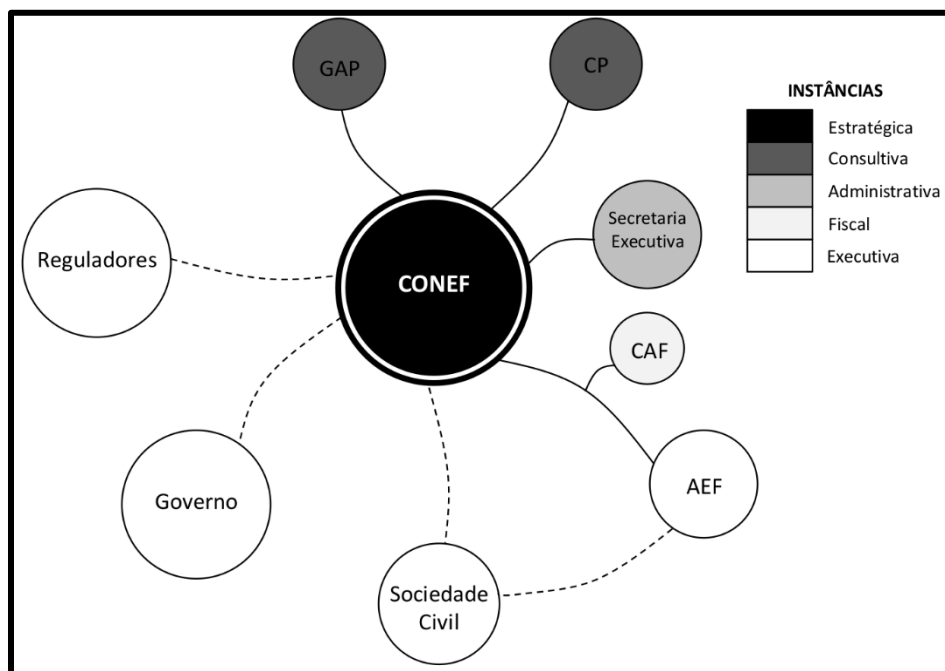 GAP
CP
INSTÂNCIAS
Estratégica
Consultiva
Administrativa
Fiscal
Executiva
Secretaria
Executiva
Reguladores
CONEF
CAF
AEF
Governo
Sociedade
Civil